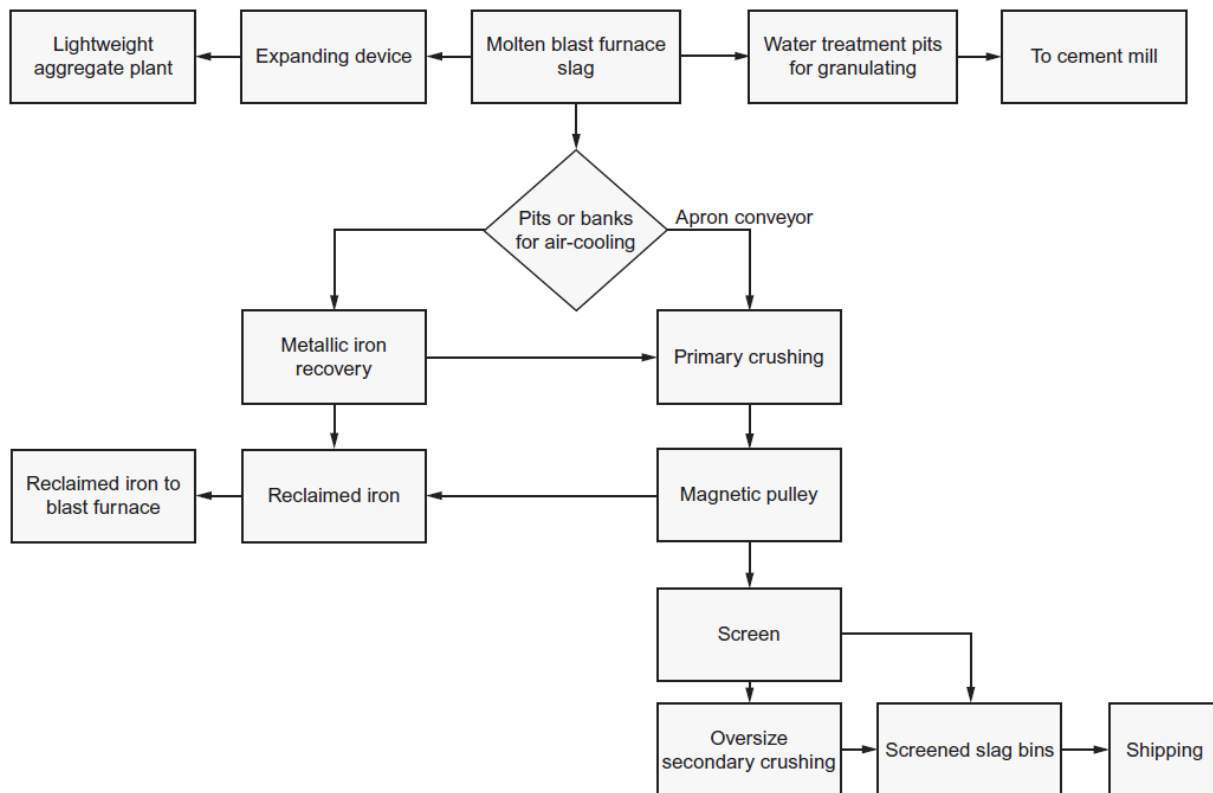 Lightweight
aggregate plant
Expanding device
Molten blast furnace
slag
Water treatment pits
for granulating
To cement mill
Pits or banks
for air-cooling
Apron conveyor
Metallic iron
recovery
Primary crushing
Reclaimed iron to
blast furnace
Reclaimed iron
Magnetic pulley
Screen
Oversize
secondary crushing
Screened slag bins
Shipping